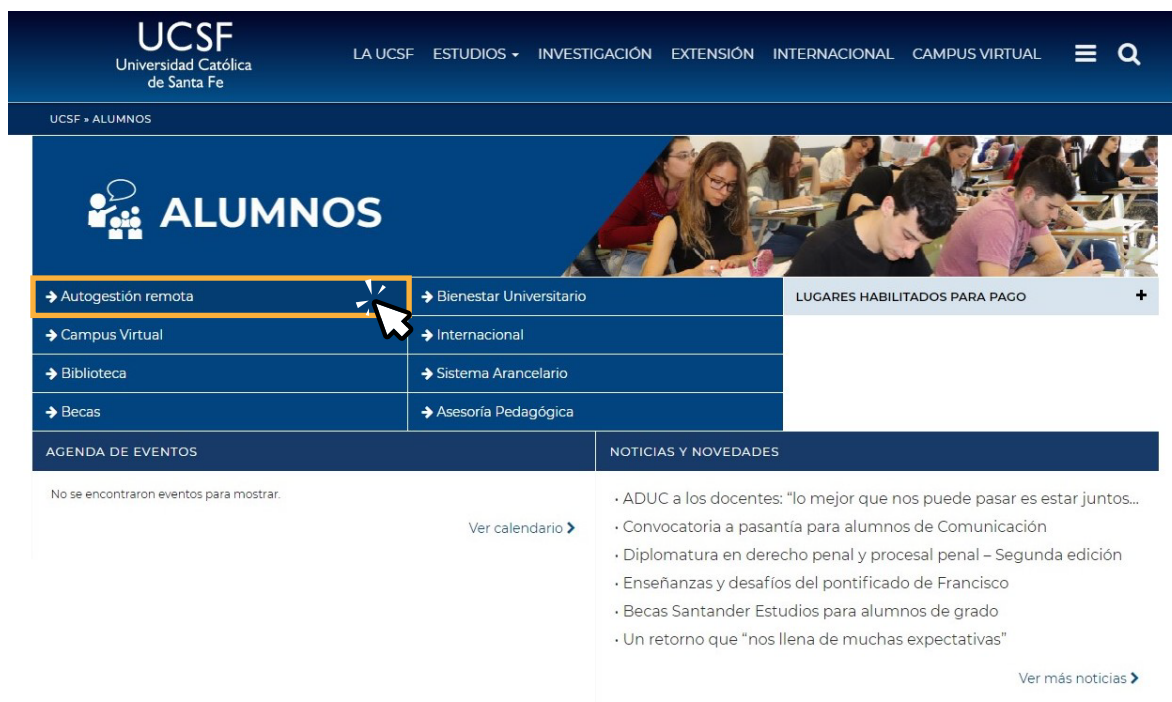 UCSF
Universidad Católica
de Santa Fe
LA UCSF ESTUDIOS INVESTIGACIÓN EXTENSIÓN INTERNACIONAL CAMPUS VIRTUAL
UCSF » ALUMNOS
ALUMNOS
Autogestión remota
Bienestar Universitario
LUGARES HABILITADOS PARA PAGO +
Campus Virtual
Internacional
Biblioteca
Sistema Arancelario
Becas
Asesoría Pedagógica
AGENDA DE EVENTOS
No se encontraron eventos para mostrar.
Ver calendario
NOTICIAS Y NOVEDADES
· ADUC a los docentes: “lo mejor que nos puede pasar es estar juntos...
· Convocatoria a pasantía para alumnos de Comunicación
· Diplomatura en derecho penal y procesal penal – Segunda edición
· Enseñanzas y desafíos del pontificado de Francisco
· Becas Santander Estudios para alumnos de grado
· Un retorno que “nos llena de muchas expectativas”
Ver más noticias